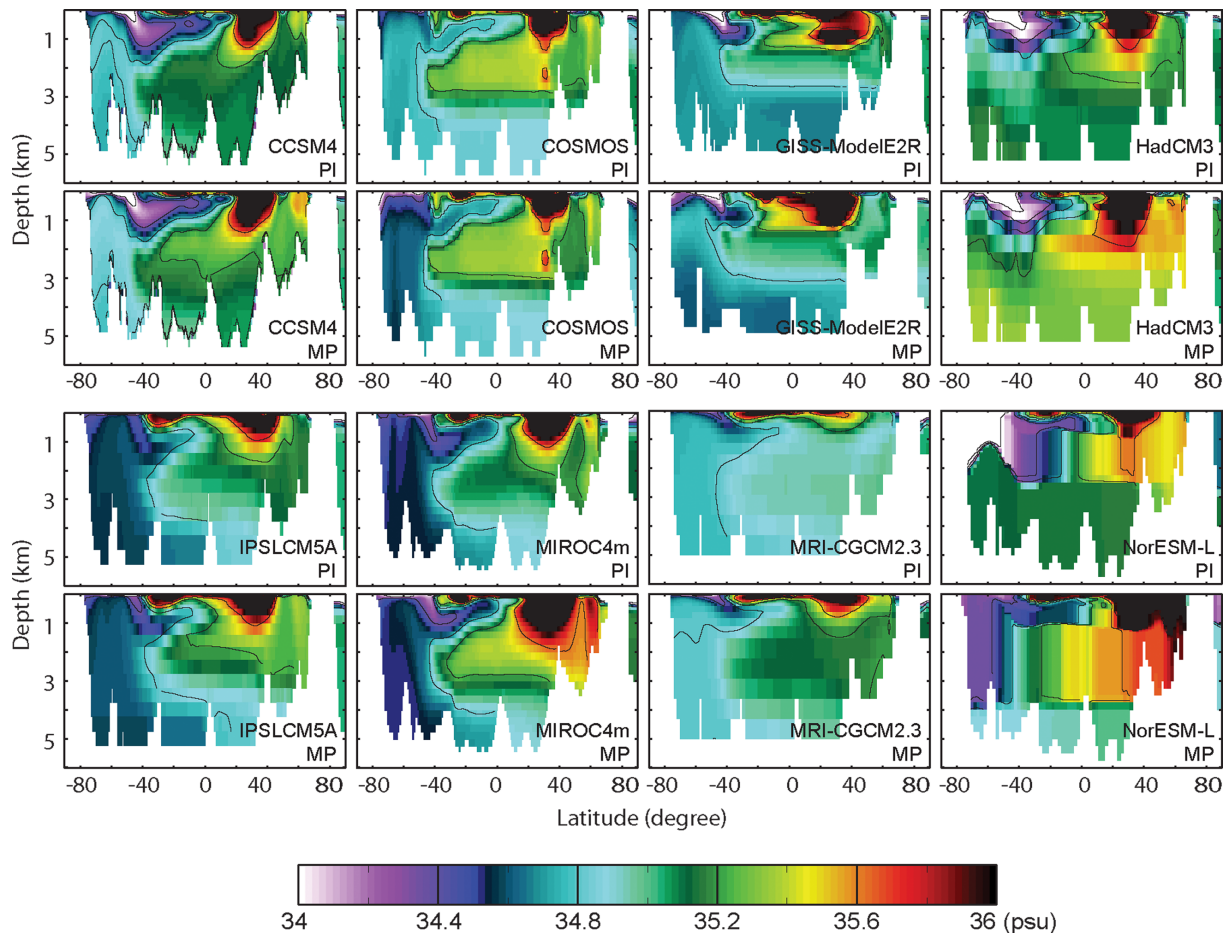 1
3
5
CCSM4
PI
COSMOS
PI
GISS-ModelE2R
PI
HadCM3
PI
Depth (km)
1
3
5
CCSM4
MP
COSMOS
MP
GISS-ModelE2R
MP
HadCM3
MP
-80 -40 0 40 80 -80 -40 0 40 80 -80 -40 0 40 80 -80 -40 0 40 80
1
3
5
IPSLCM5A
PI
MIROC4m
PI
MRI-CGCM2.3
PI
NorESM-L
PI
Depth (km)
1
3
5
IPSLCM5A
MP
MIROC4m
MP
MRI-CGCM2.3
MP
NorESM-L
MP
-80 -40 0 40 80 -80 -40 0 40 80 -80 -40 0 40 80 -80 -40 0 40 80
Latitude (degree)
34 34.4 34.8 35.2 35.6 36 (psu)